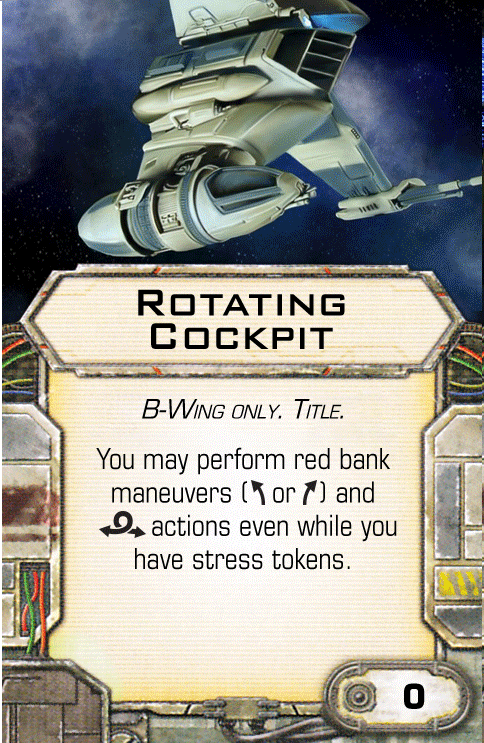 ROTATING
COCKPIT
B-WING ONLY. TITLE.
You may perform red bank
maneuvers ( or ) and
actions even while you
have stress tokens.
0